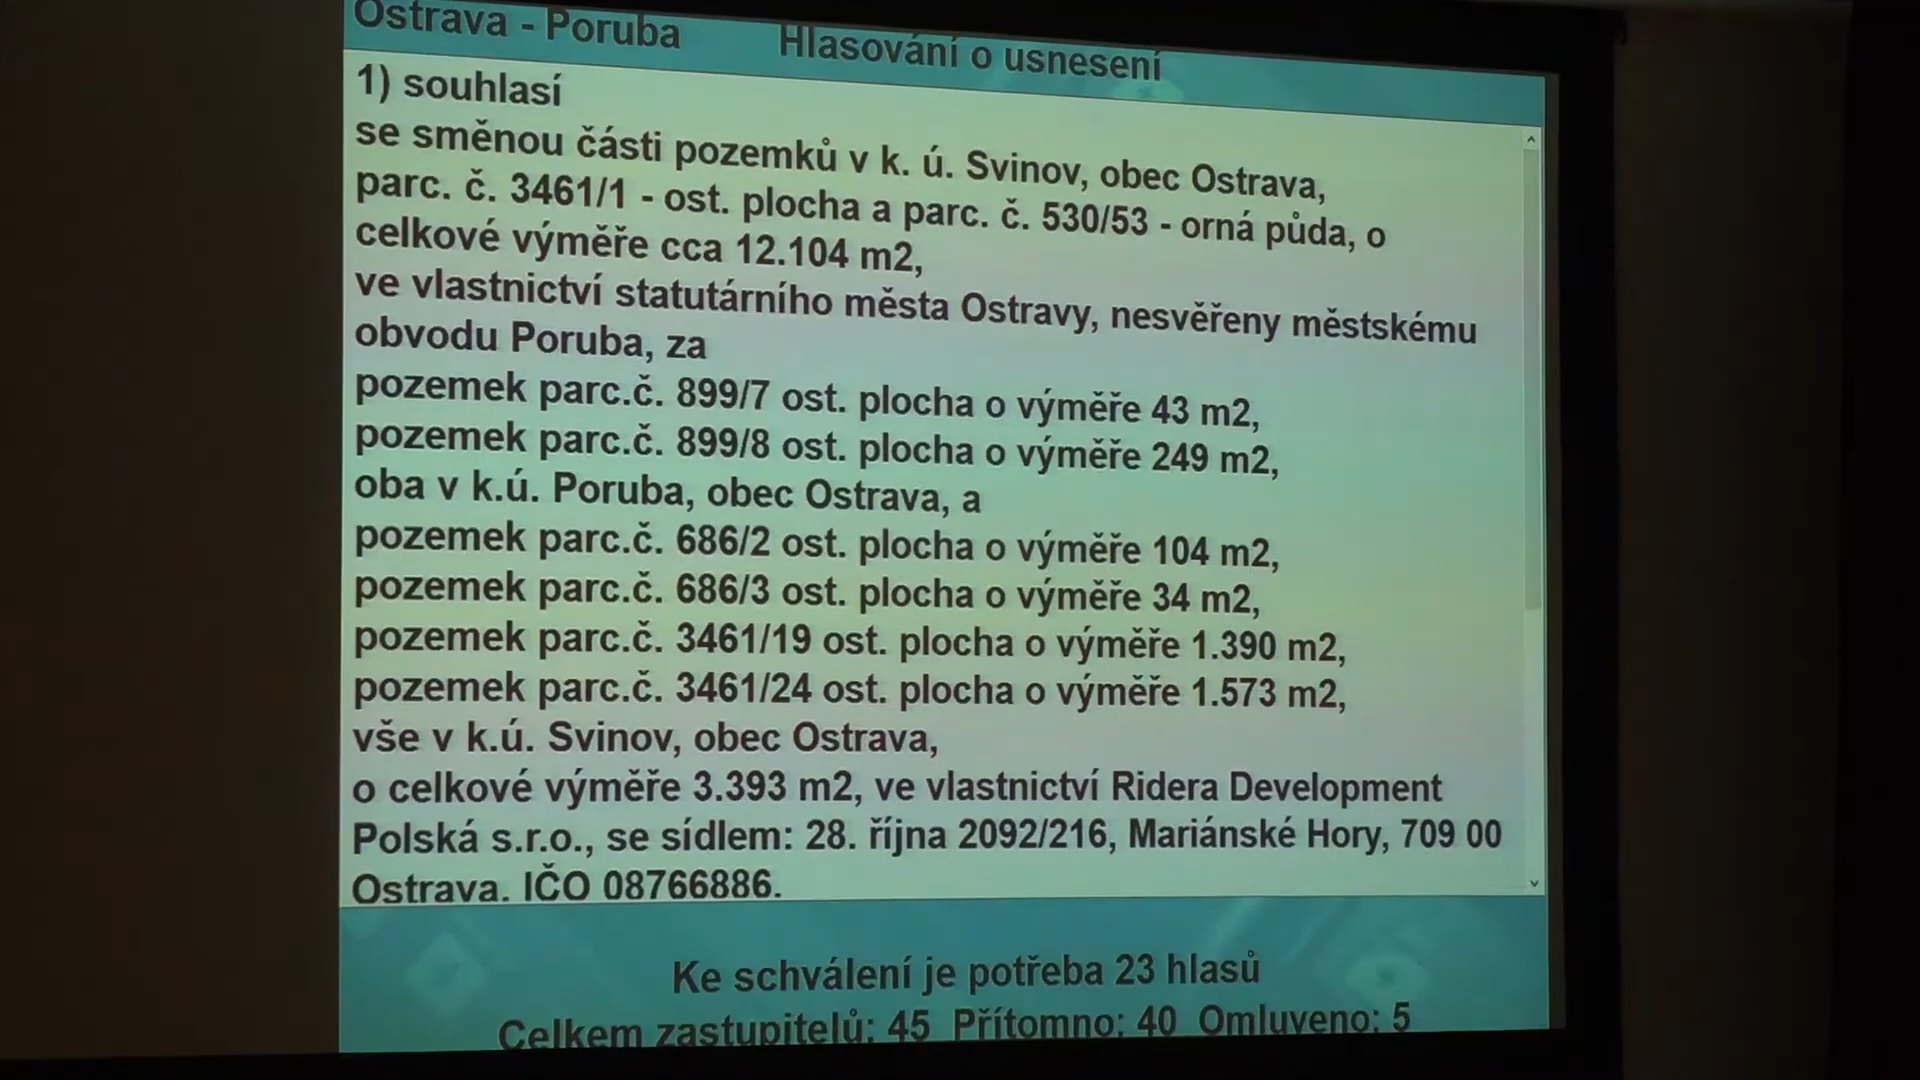 Ostrava - Poruba Hlasování o usnesení
1) souhlasí
se směnou části pozemků v k. ú. Svinov, obec Ostrava,
parc. č. 3461/1 - ost. plocha a parc. č. 530/53 - orná půda, o
celkové výměře cca 12.104 m2,
ve vlastnictví statutárního města Ostravy, nesvěřeny městskému
obvodu Poruba, za
pozemek parc.č. 899/7 ost. plocha o výměře 43 m2,
pozemek parc.č. 899/8 ost. plocha o výměře 249 m2,
oba v k.ú. Poruba, obec Ostrava, a
pozemek parc.č. 686/2 ost. plocha o výměře 104 m2,
pozemek parc.č. 686/3 ost. plocha o výměře 34 m2,
pozemek parc.č. 3461/19 ost. plocha o výměře 1.390 m2,
pozemek parc.č. 3461/24 ost. plocha o výměře 1.573 m2,
vše v k.ú. Svinov, obec Ostrava,
o celkové výměře 3.393 m2, ve vlastnictví Ridera Development
Polská s.r.o., se sídlem: 28. října 2092/216, Mariánské Hory, 709 00
Ostrava. IČO 08766886.
Ke schválení je potřeba 23 hlasů
Celkem zastupitelů: 45 Přítomno: 40 Omluveno: 5